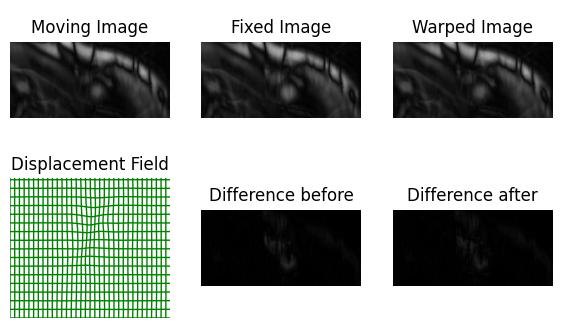 Moving Image
Fixed Image
Warped Image
Displacement Field
Difference before
Difference after